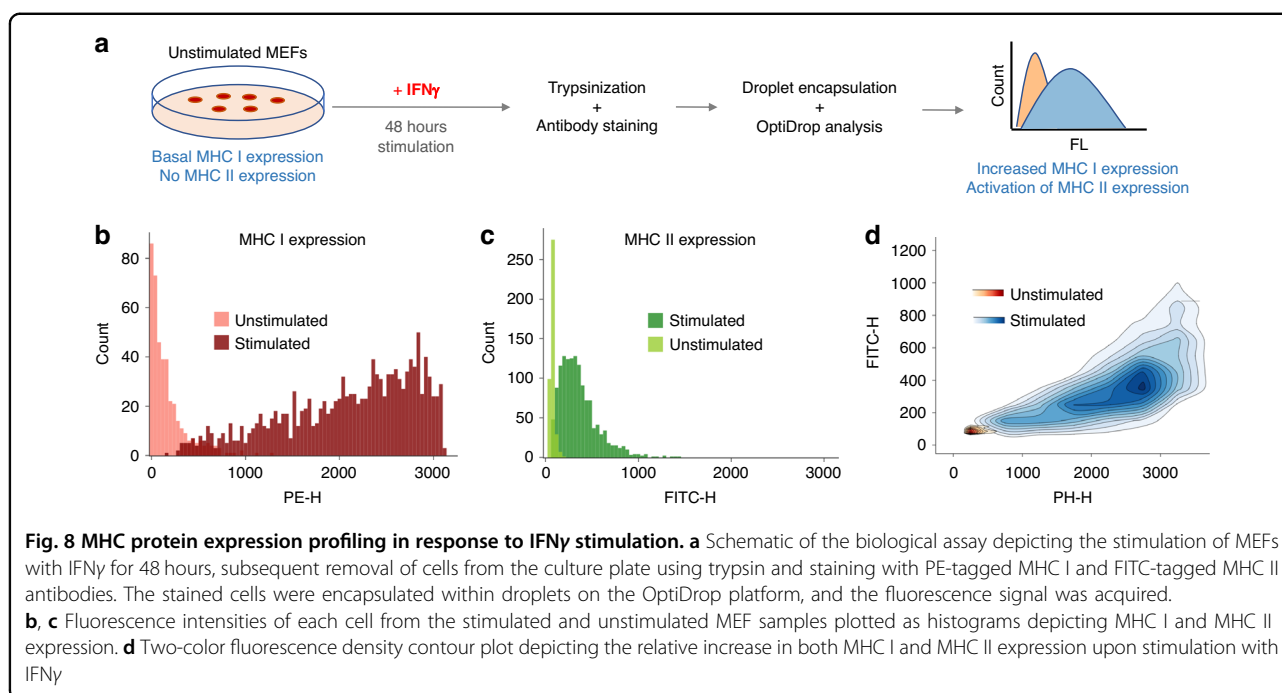 a
Unstimulated MEFs
Basal MHC I expression
No MHC II expression
+ IFNγ
48 hours
stimulation
Trypsinization
+
Antibody staining
Droplet encapsulation
+
OptiDrop analysis
Count
FL
Increased MHC I expression
Activation of MHC II expression
b
MHC I expression
80
60
40
20
0
Count
Unstimulated
Stimulated
0 1000 2000 3000
PE-H
c
MHC II expression
250
200
150
100
50
0
Count
Stimulated
Unstimulated
0 1000 2000 3000
FITC-H
d
1200
1000
800
600
400
200
0
FITC-H
Unstimulated
Stimulated
0 1000 2000 3000
PH-H
Fig. 8 MHC protein expression profiling in response to IFNγ stimulation. a Schematic of the biological assay depicting the stimulation of MEFs
with IFNγ for 48 hours, subsequent removal of cells from the culture plate using trypsin and staining with PE-tagged MHC I and FITC-tagged MHC II
antibodies. The stained cells were encapsulated within droplets on the OptiDrop platform, and the fluorescence signal was acquired.
b, c Fluorescence intensities of each cell from the stimulated and unstimulated MEF samples plotted as histograms depicting MHC I and MHC II
expression. d Two-color fluorescence density contour plot depicting the relative increase in both MHC I and MHC II expression upon stimulation with
IFNγ